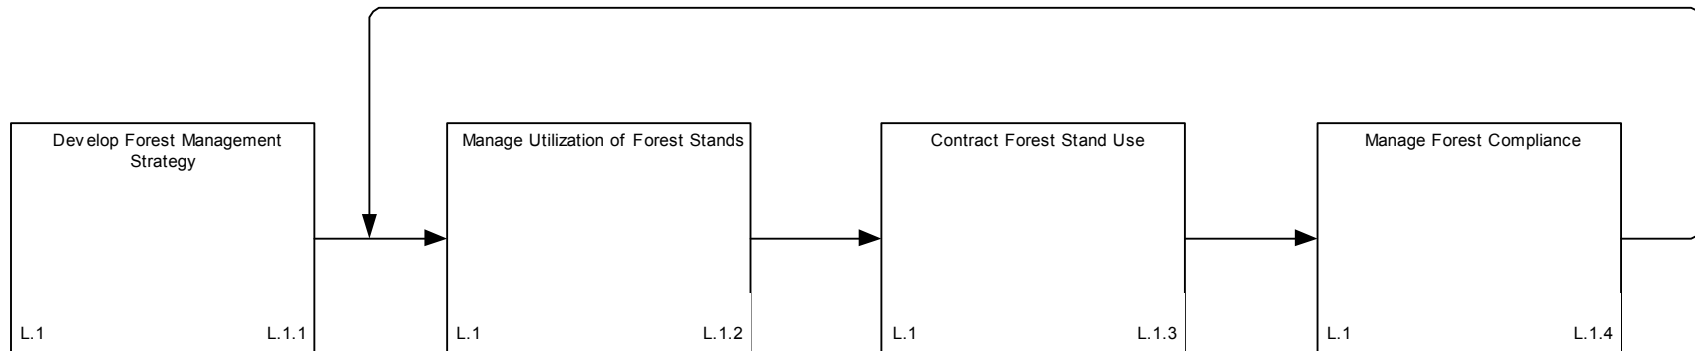 Develop Forest Management
Strategy
L.1
L.1.1
Manage Utilization of Forest Stands
L.1
L.1.2
Contract Forest Stand Use
L.1
L.1.3
Manage Forest Compliance
L.1
L.1.4